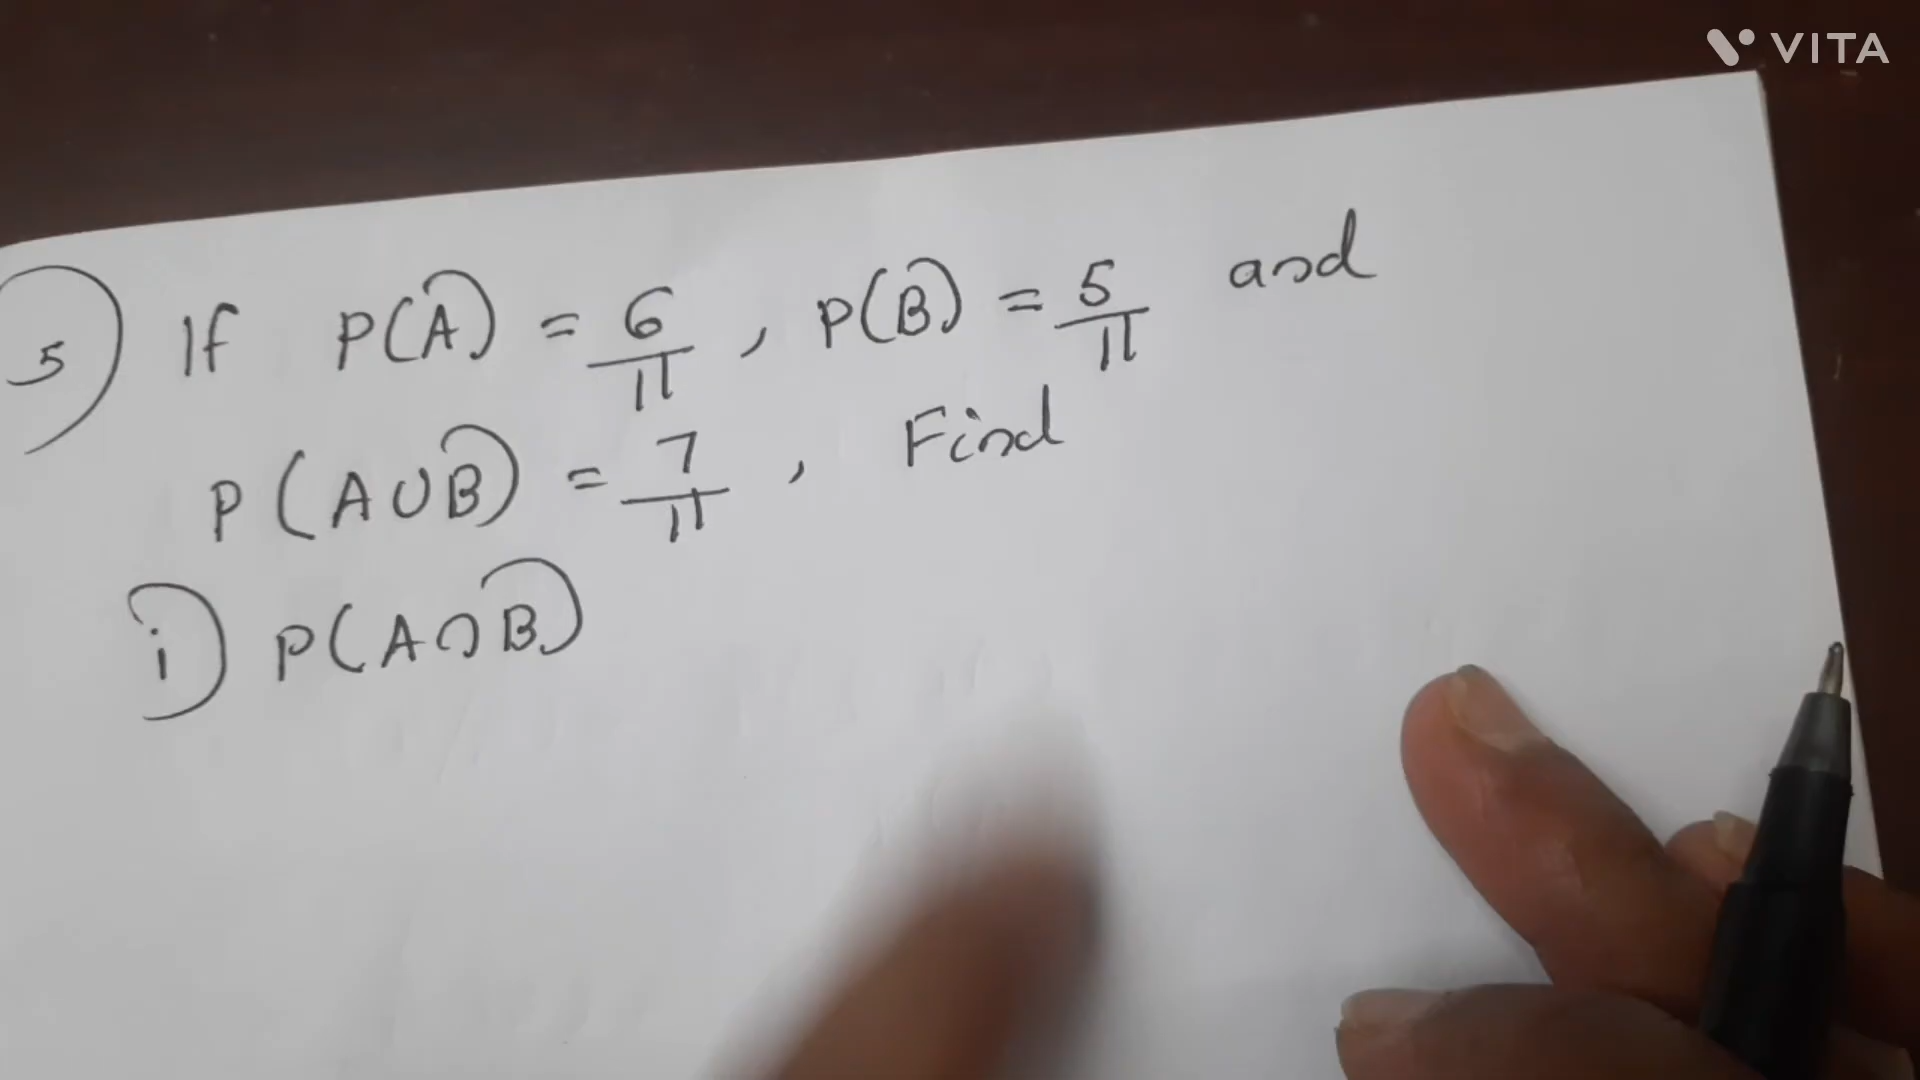 VITA
5) If P(A) = 6/11, P(B) = 5/11 and
P(A∪B) = 7/11, Find
i) P(A∩B)